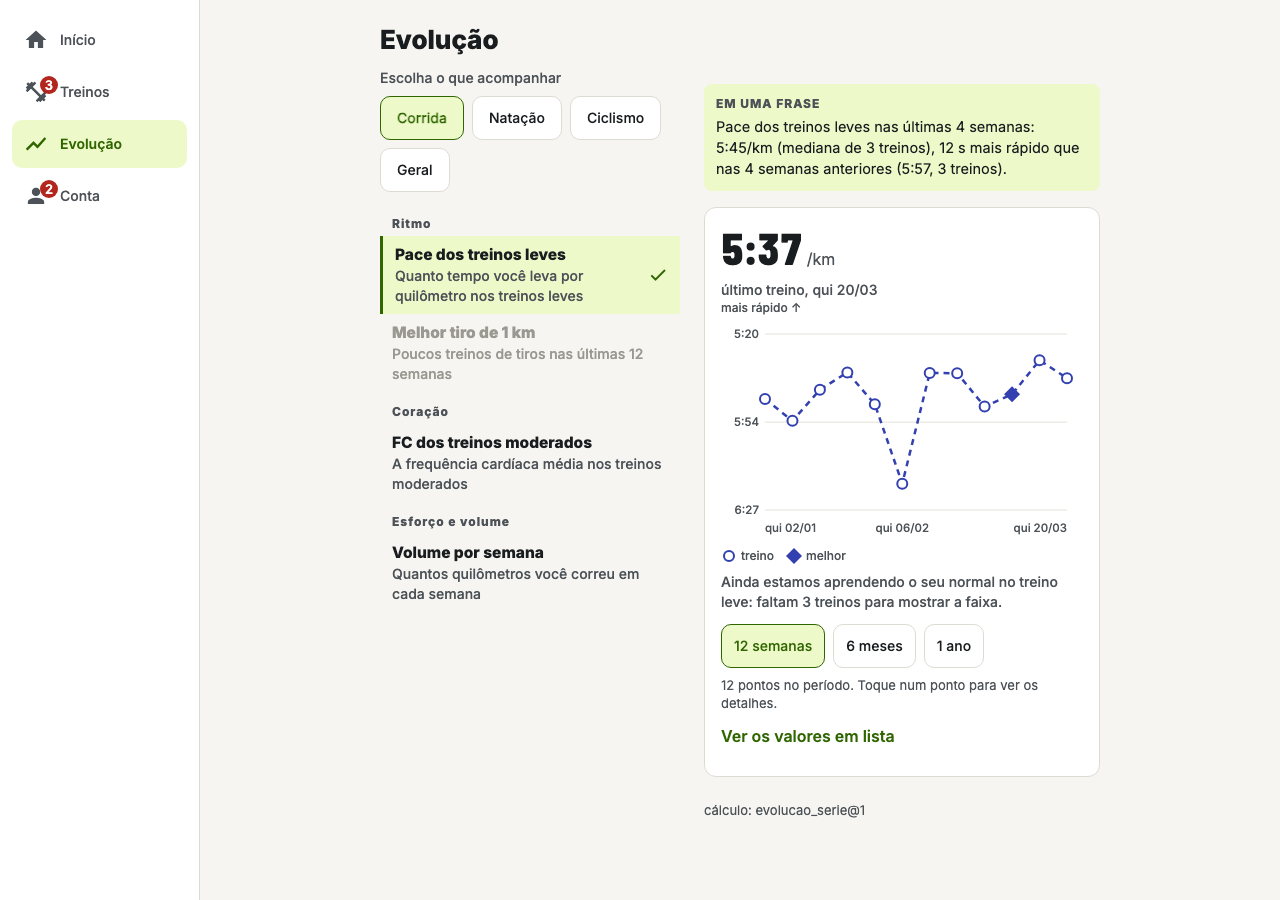 Início
3
Treinos
Evolução
2
Conta
Evolução
Escolha o que acompanhar
Corrida
Natação
Ciclismo
Geral
Ritmo
Pace dos treinos leves
Quanto tempo você leva por
quilômetro nos treinos leves
Melhor tiro de 1 km
Poucos treinos de tiros nas últimas 12
semanas
Coração
FC dos treinos moderados
A frequência cardíaca média nos treinos
moderados
Esforço e volume
Volume por semana
Quantos quilômetros você correu em
cada semana
EM UMA FRASE
Pace dos treinos leves nas últimas 4 semanas:
5:45/km (mediana de 3 treinos), 12 s mais rápido que
nas 4 semanas anteriores (5:57, 3 treinos).
5:37 /km
último treino, qui 20/03
mais rápido ↑
5:20
5:54
6:27
qui 02/01
qui 06/02
qui 20/03
treino
melhor
Ainda estamos aprendendo o seu normal no treino
leve: faltam 3 treinos para mostrar a faixa.
12 semanas
6 meses
1 ano
12 pontos no período. Toque num ponto para ver os
detalhes.
Ver os valores em lista
cálculo: evolucao_serie@1